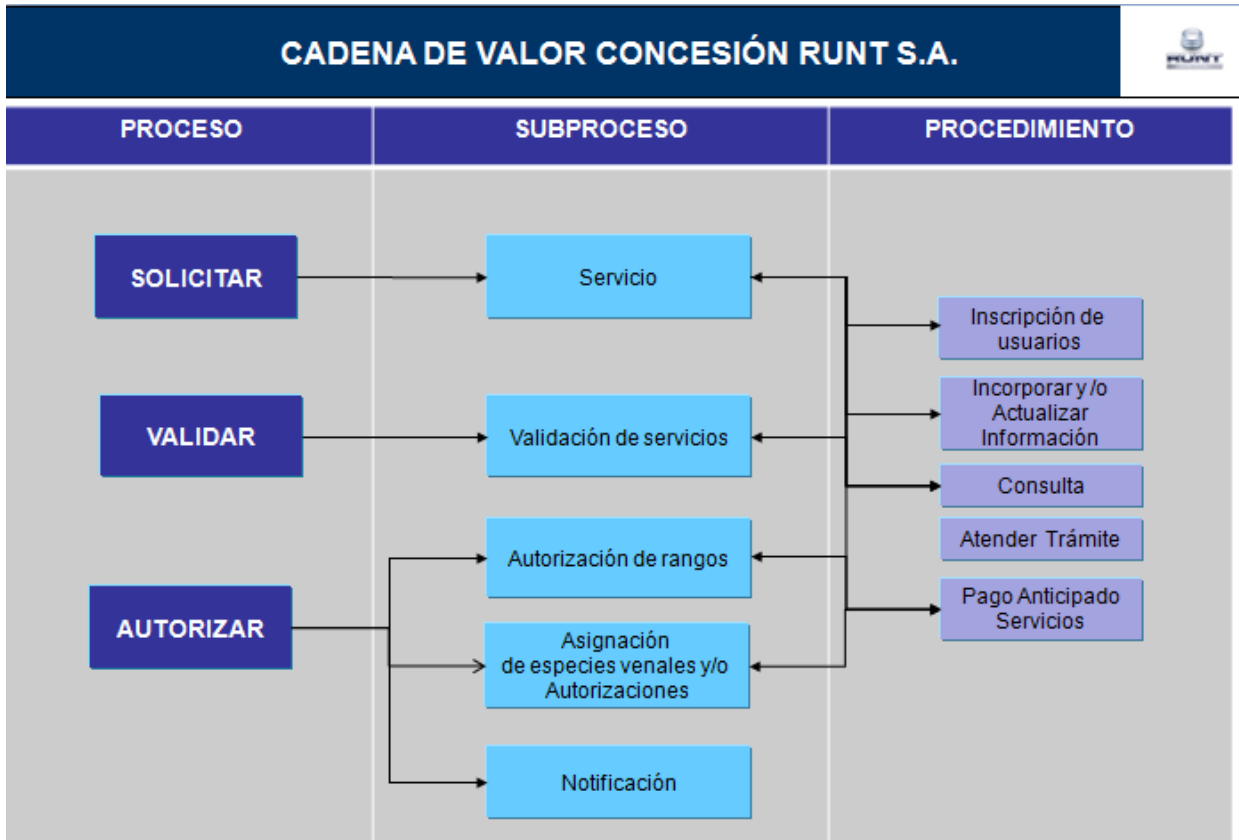 CADENA DE VALOR CONCESIÓN RUNT S.A.
RUNT
PROCESO
SUBPROCESO
PROCEDIMIENTO
SOLICITAR
Servicio
Inscripción de
usuarios
Incorporar y /o
Actualizar
Información
VALIDAR
Validación de servicios
Consulta
Atender Trámite
Autorización de rangos
Pago Anticipado
Servicios
AUTORIZAR
Asignación
de especies venales y/o
Autorizaciones
Notificación